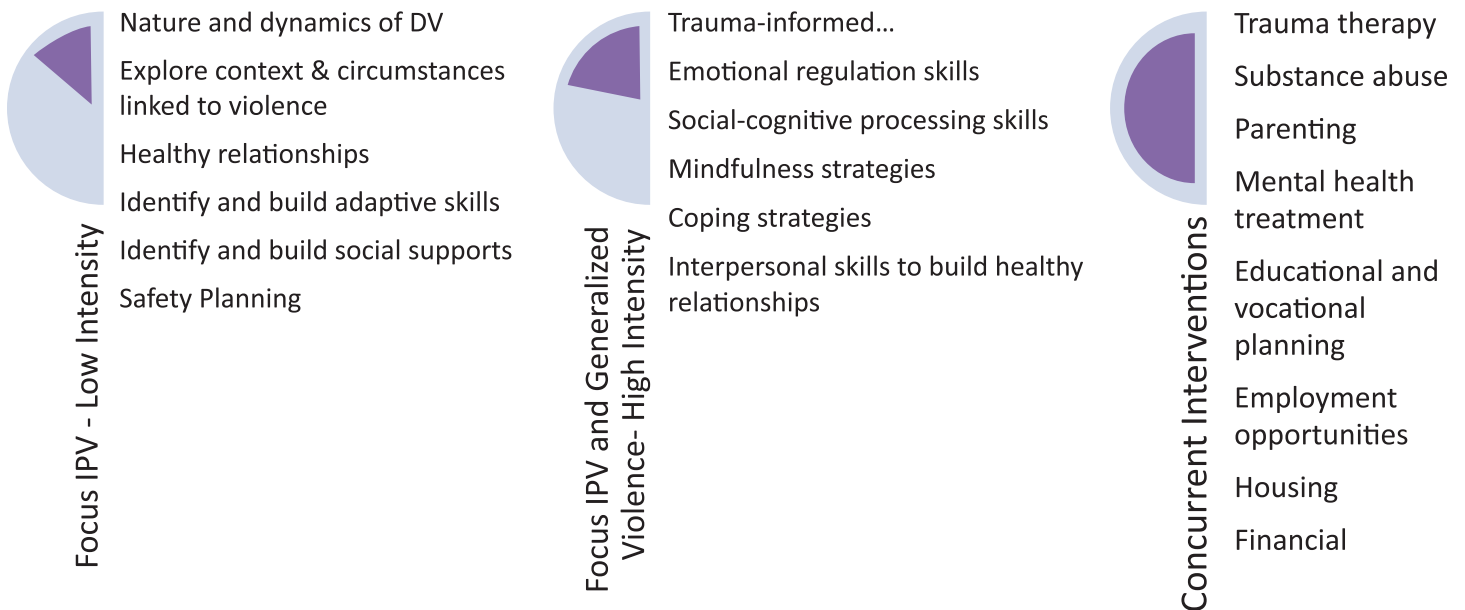 Nature and dynamics of DV
Explore context & circumstances
linked to violence
Healthy relationships
Identify and build adaptive skills
Identify and build social supports
Safety Planning
Focus IPV - Low Intensity
Trauma-informed...
Emotional regulation skills
Social-cognitive processing skills
Mindfulness strategies
Coping strategies
Interpersonal skills to build healthy
relationships
Focus IPV and Generalized
Violence- High Intensity
Trauma therapy
Substance abuse
Parenting
Mental health
treatment
Educational and
vocational
planning
Employment
opportunities
Housing
Financial
Concurrent Interventions